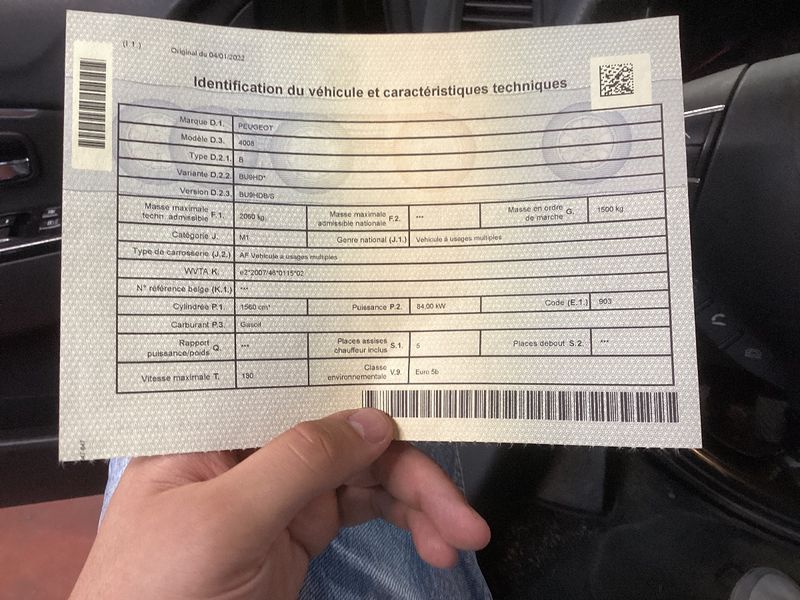 (I.1.) Original du 04/01/2022
Identification du véhicule et caractéristiques techniques
Marque D.1. PEUGEOT
Modèle D.3. 4008
Type D.2.1. B
Variante D.2.2. BU9HD*
Version D.2.3. BU9HDB/S
Masse maximale techn. admissible F.1. 2060 kg. Masse maximale admissible nationale F.2. *** Masse en ordre de marche G. 1500 kg
Catégorie J. M1 Genre national (J.1.) Véhicule à usages multiples
Type de carrosserie (J.2.) AF Véhicule à usages multiples
WVTA K. e2*2007/46*0115*02
N° référence belge (K.1.) ***
Cylindrée P.1. 1560 cm³ Puissance P.2. 84,00 kW Code (E.1.) 903
Carburant P.3. Gasoil
Rapport puissance/poids Q. *** Places assises chauffeur inclus S.1. 5 Places debout S.2. ***
Vitesse maximale T. 180 Classe environnementale V.9. Euro 5b